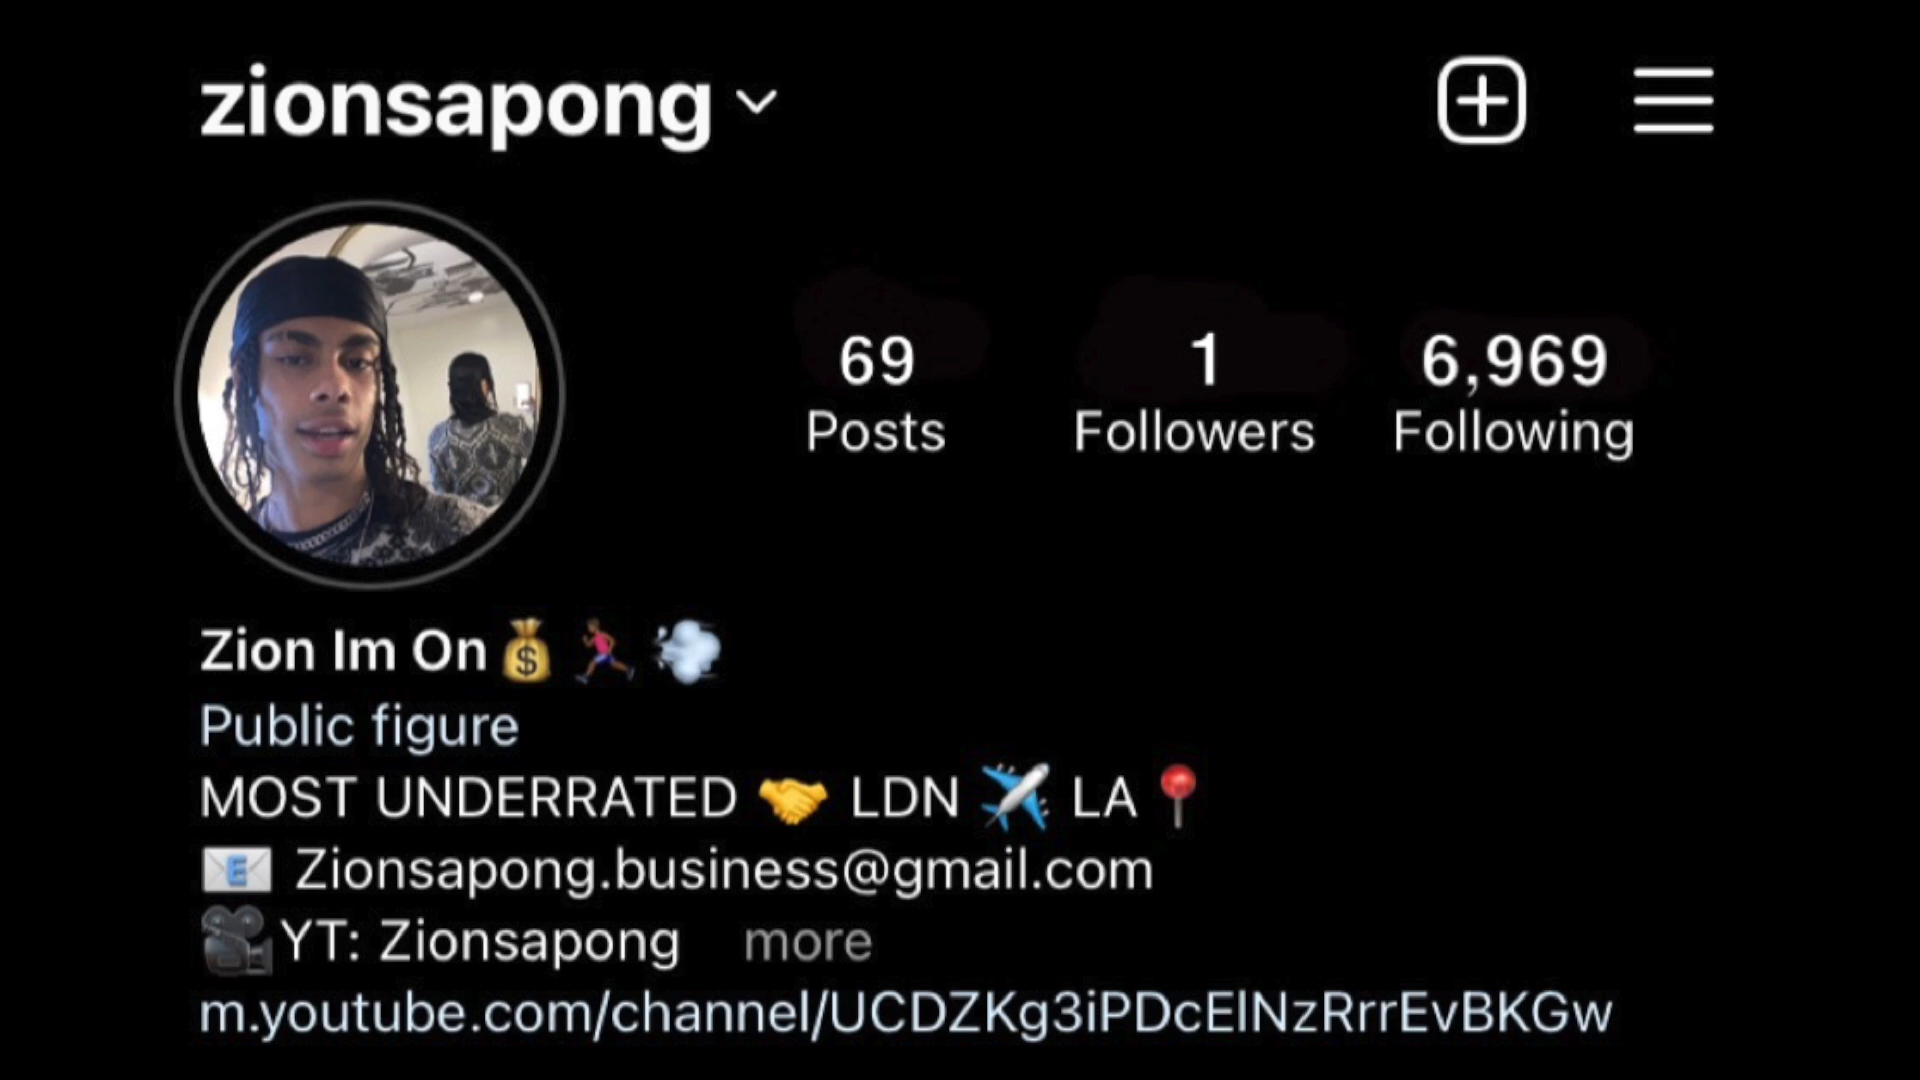 zionsapong
69 1 6,969
Posts Followers Following
Zion Im On💰🏃🏾‍♂️💨
Public figure
MOST UNDERRATED 🤝 LDN ✈️ LA📍
📧 Zionsapong.business@gmail.com
🎥YT: Zionsapong more
m.youtube.com/channel/UCDZKg3iPDcElNzRrrEvBKGw